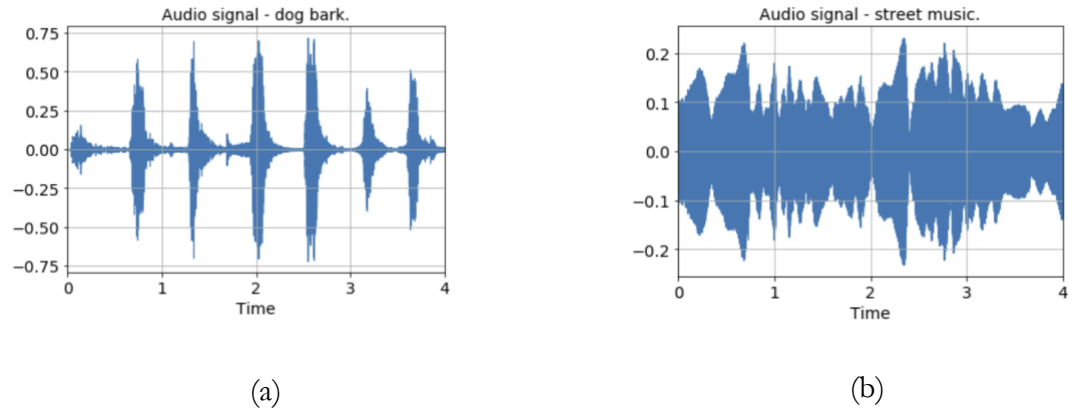 Audio signal - dog bark.
0.75
0.50
0.25
0.00
−0.25
−0.50
−0.75
0 1 2 3 4
Time
(a)
Audio signal - street music.
0.2
0.1
0.0
−0.1
−0.2
0 1 2 3 4
Time
(b)